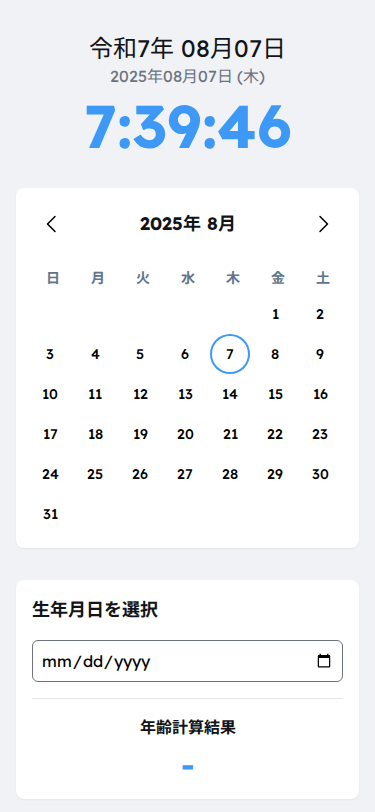 令和7年 08月07日
2025年08月07日 (木)
7:39:46
2025年 8月
日 月 火 水 木 金 土
1 2
3 4 5 6 7 8 9
10 11 12 13 14 15 16
17 18 19 20 21 22 23
24 25 26 27 28 29 30
31
生年月日を選択
mm/dd/yyyy
年齢計算結果
-